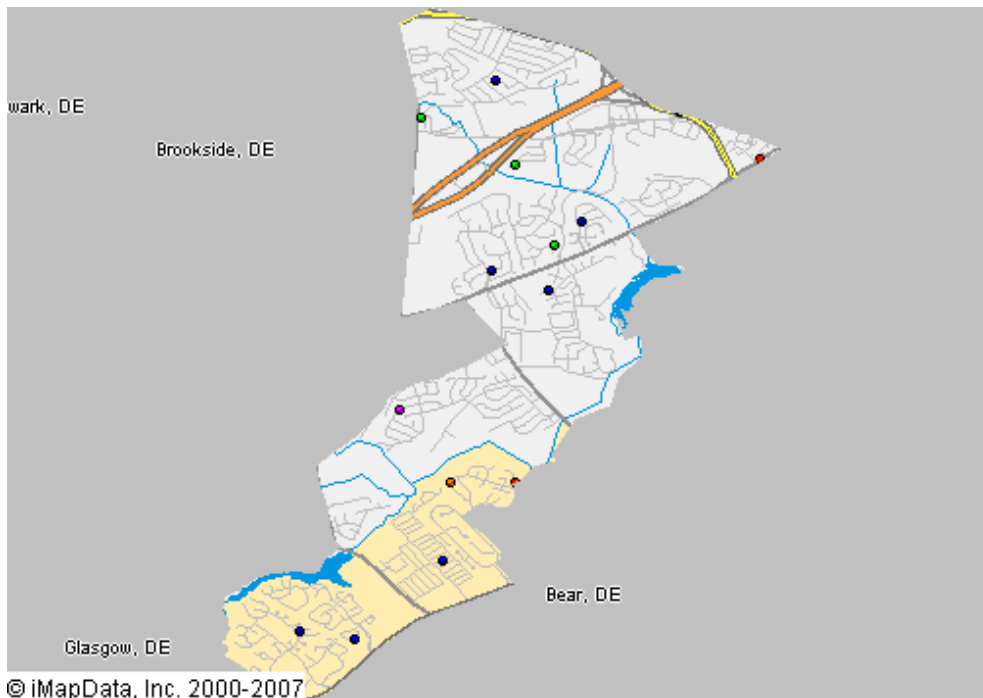 wark, DE
Brookside, DE
Bear, DE
Glasgow, DE
© iMapData, Inc. 2000-2007